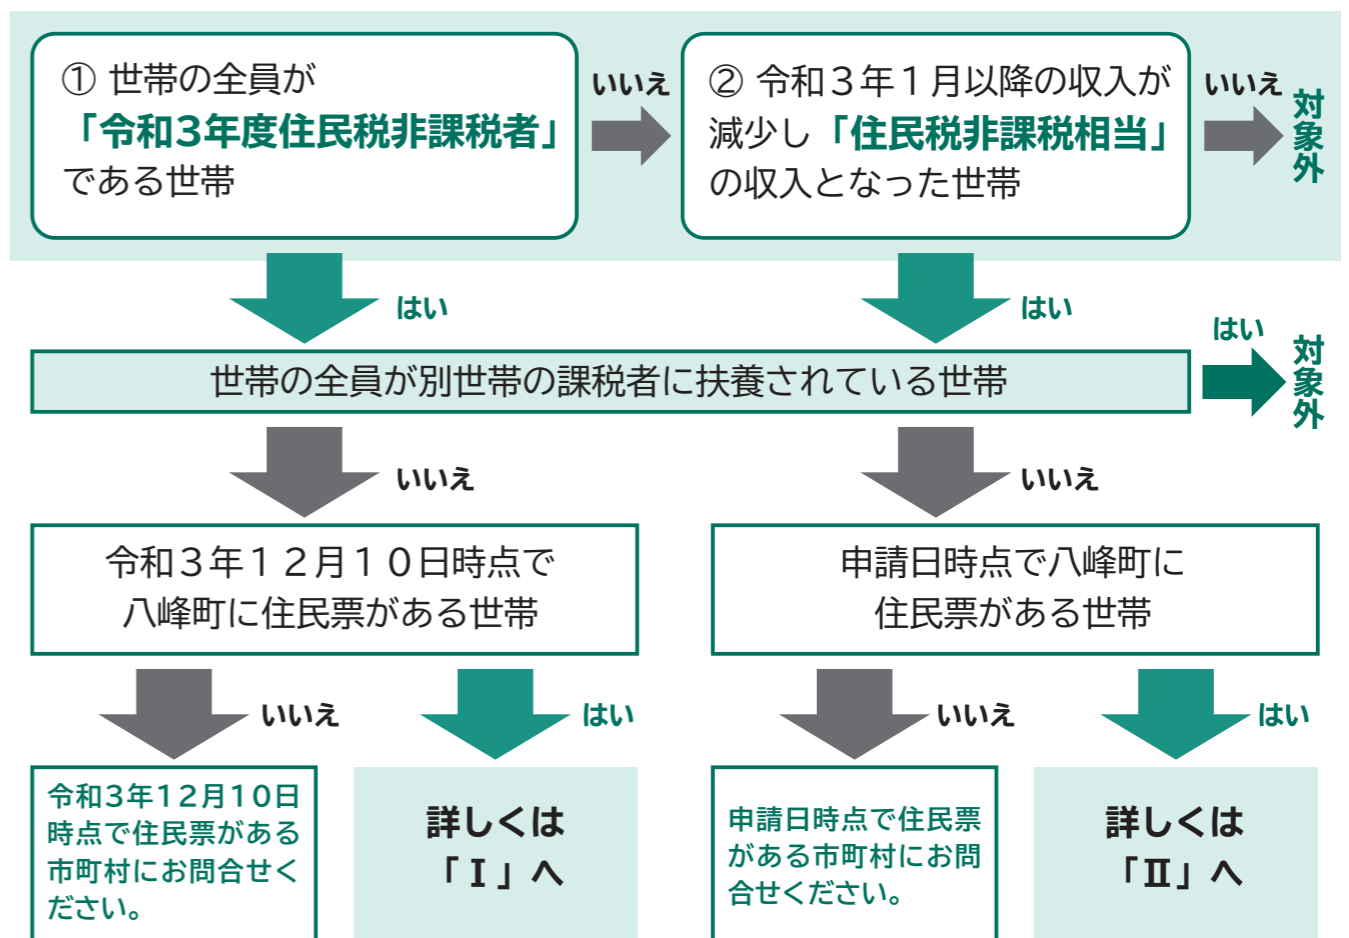 ① 世帯の全員が
「令和3年度住民税非課税者」
である世帯
いいえ
② 令和３年１月以降の収入が
減少し「住民税非課税相当」
の収入となった世帯
いいえ
対象外
はい
はい
世帯の全員が別世帯の課税者に扶養されている世帯
はい
対象外
いいえ
いいえ
令和３年１２月１０日時点で
八峰町に住民票がある世帯
申請日時点で八峰町に
住民票がある世帯
いいえ
はい
いいえ
はい
令和3年12月10日
時点で住民票がある
市町村にお問合せく
ださい。
詳しくは
「Ⅰ」へ
申請日時点で住民票
がある市町村にお問
合せください。
詳しくは
「Ⅱ」へ